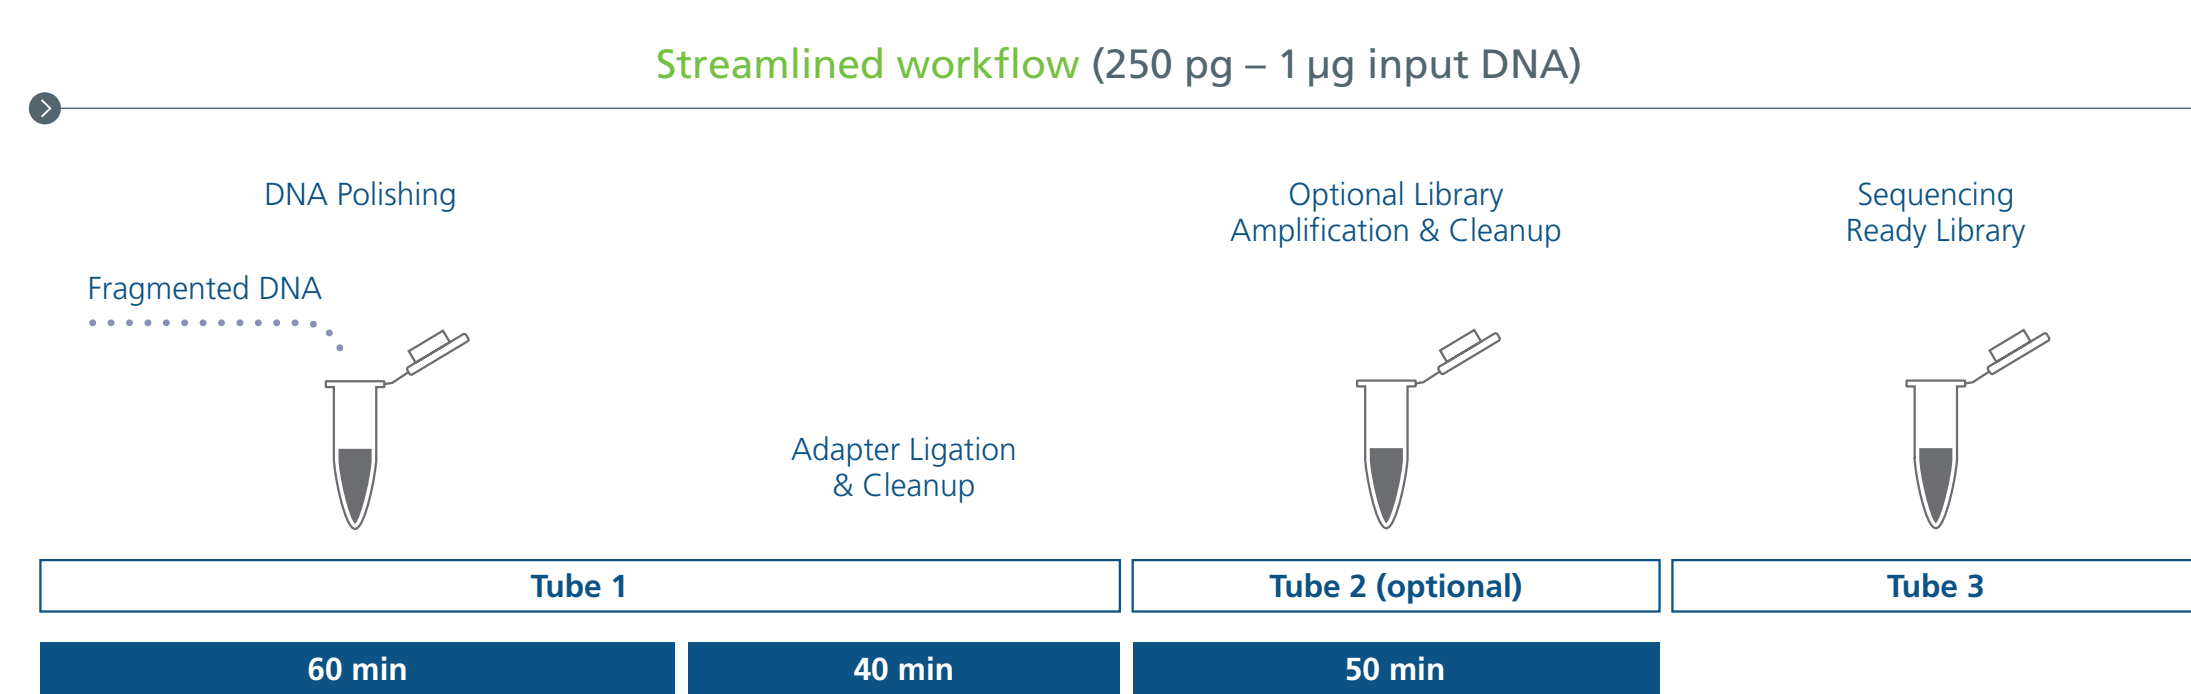 Streamlined workflow (250 pg – 1 µg input DNA)
DNA Polishing
Fragmented DNA
Adapter Ligation
& Cleanup
Optional Library
Amplification & Cleanup
Sequencing
Ready Library
Tube 1
Tube 2 (optional)
Tube 3
60 min
40 min
50 min